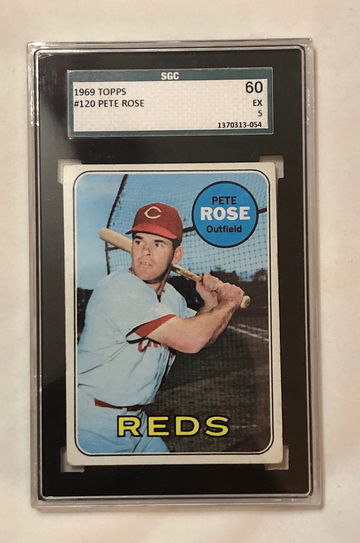 SGC
1969 TOPPS
#120 PETE ROSE
60
EX
5
1370313-054
PETE
ROSE
Outfield
C
REDS